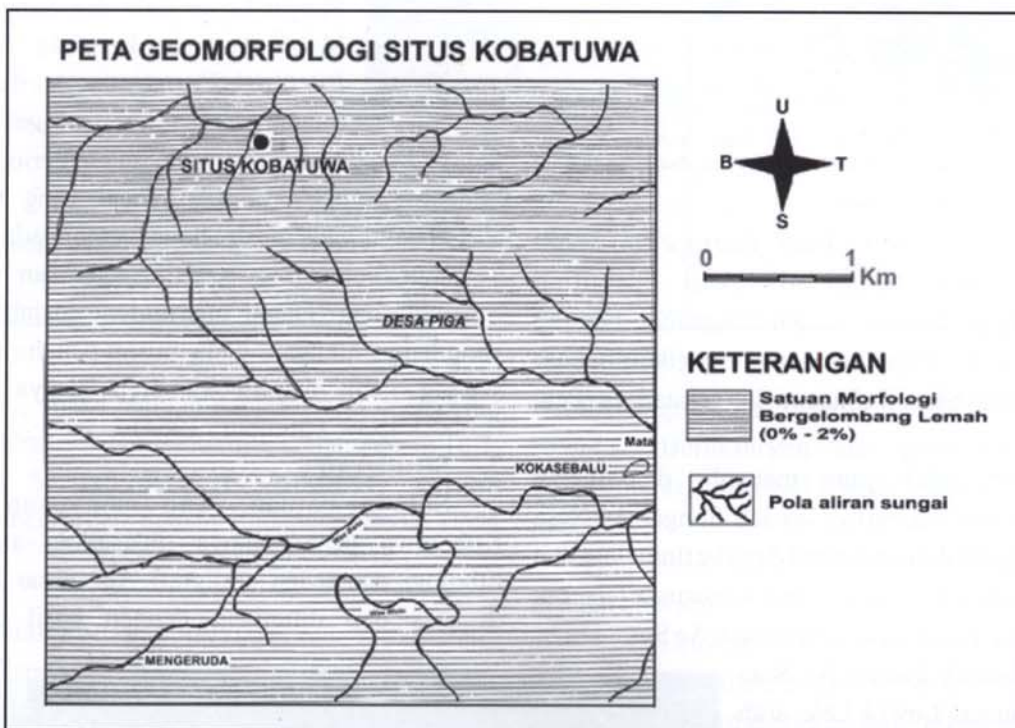 PETA GEOMORFOLOGI SITUS KOBATUWA
SITUS KOBATUWA
DESA PIGA
Mata
KOKASEBALU
MENGERUDA
U
B
T
S
0
1
Km
KETERANGAN
Satuan Morfologi
Bergelombang Lemah
(0% - 2%)
Pola aliran sungai